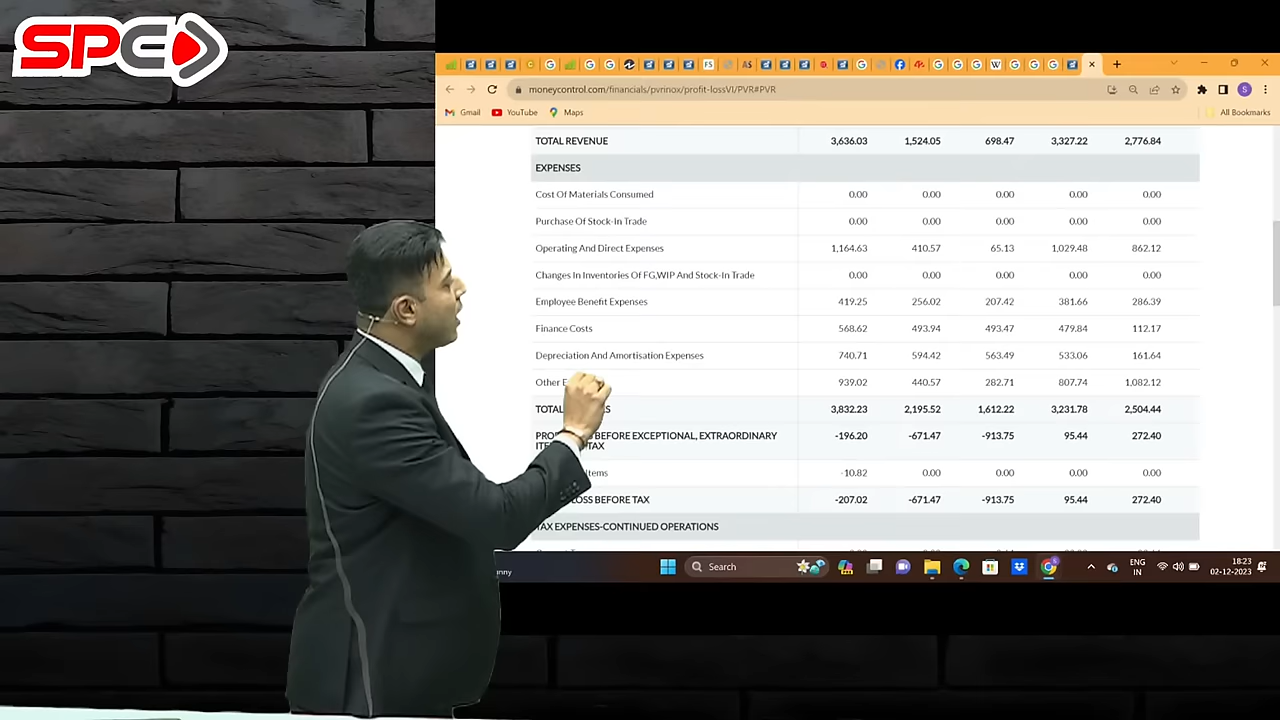 SPC
moneycontrol.com/financials/pvrinox/profit-lossVI/PVR#PVR
Gmail YouTube Maps All Bookmarks
TOTAL REVENUE 3,636.03 1,524.05 698.47 3,327.22 2,776.84
EXPENSES
Cost Of Materials Consumed 0.00 0.00 0.00 0.00 0.00
Purchase Of Stock-In Trade 0.00 0.00 0.00 0.00 0.00
Operating And Direct Expenses 1,164.63 410.57 65.13 1,029.48 862.12
Changes In Inventories Of FG,WIP And Stock-In Trade 0.00 0.00 0.00 0.00 0.00
Employee Benefit Expenses 419.25 256.02 207.42 381.66 286.39
Finance Costs 568.62 493.94 493.47 479.84 112.17
Depreciation And Amortisation Expenses 740.71 594.42 563.49 533.06 161.64
Other 939.02 440.57 282.71 807.74 1,082.12
TOTAL 3,832.23 2,195.52 1,612.22 3,231.78 2,504.44
BEFORE EXCEPTIONAL, EXTRAORDINARY -196.20 -671.47 -913.75 95.44 272.40
TAX
Items -10.82 0.00 0.00 0.00 0.00
LOSS BEFORE TAX -207.02 -671.47 -913.75 95.44 272.40
TAX EXPENSES-CONTINUED OPERATIONS
Search ENG 18:23
IN 02-12-2023